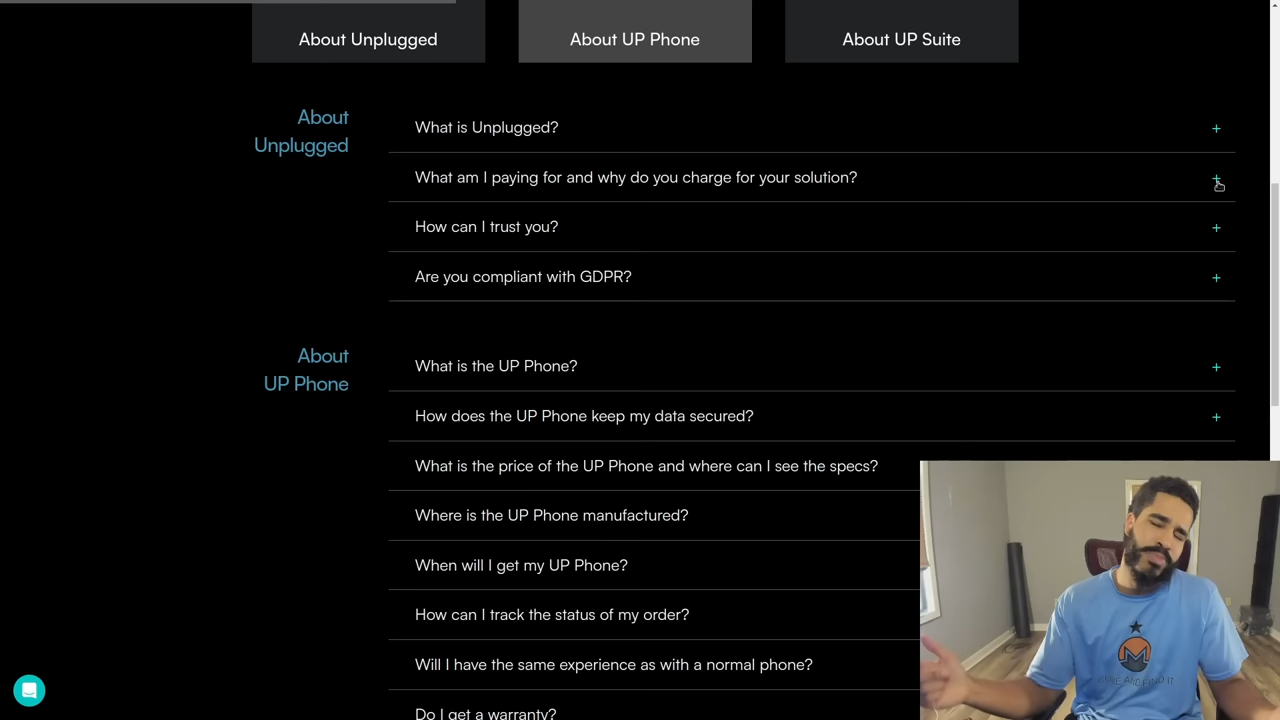 About Unplugged
About UP Phone
About UP Suite
About
Unplugged
What is Unplugged?
What am I paying for and why do you charge for your solution?
How can I trust you?
Are you compliant with GDPR?
About
UP Phone
What is the UP Phone?
How does the UP Phone keep my data secured?
What is the price of the UP Phone and where can I see the specs?
Where is the UP Phone manufactured?
When will I get my UP Phone?
How can I track the status of my order?
Will I have the same experience as with a normal phone?
Do I get a warranty?